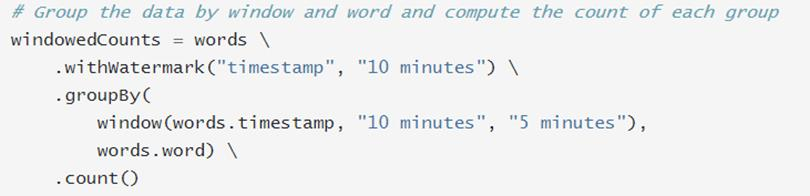 # Group the data by window and word and compute the count of each group
windowedCounts = words \
    .withWatermark("timestamp", "10 minutes") \
    .groupBy(
        window(words.timestamp, "10 minutes", "5 minutes"),
        words.word) \
    .count()